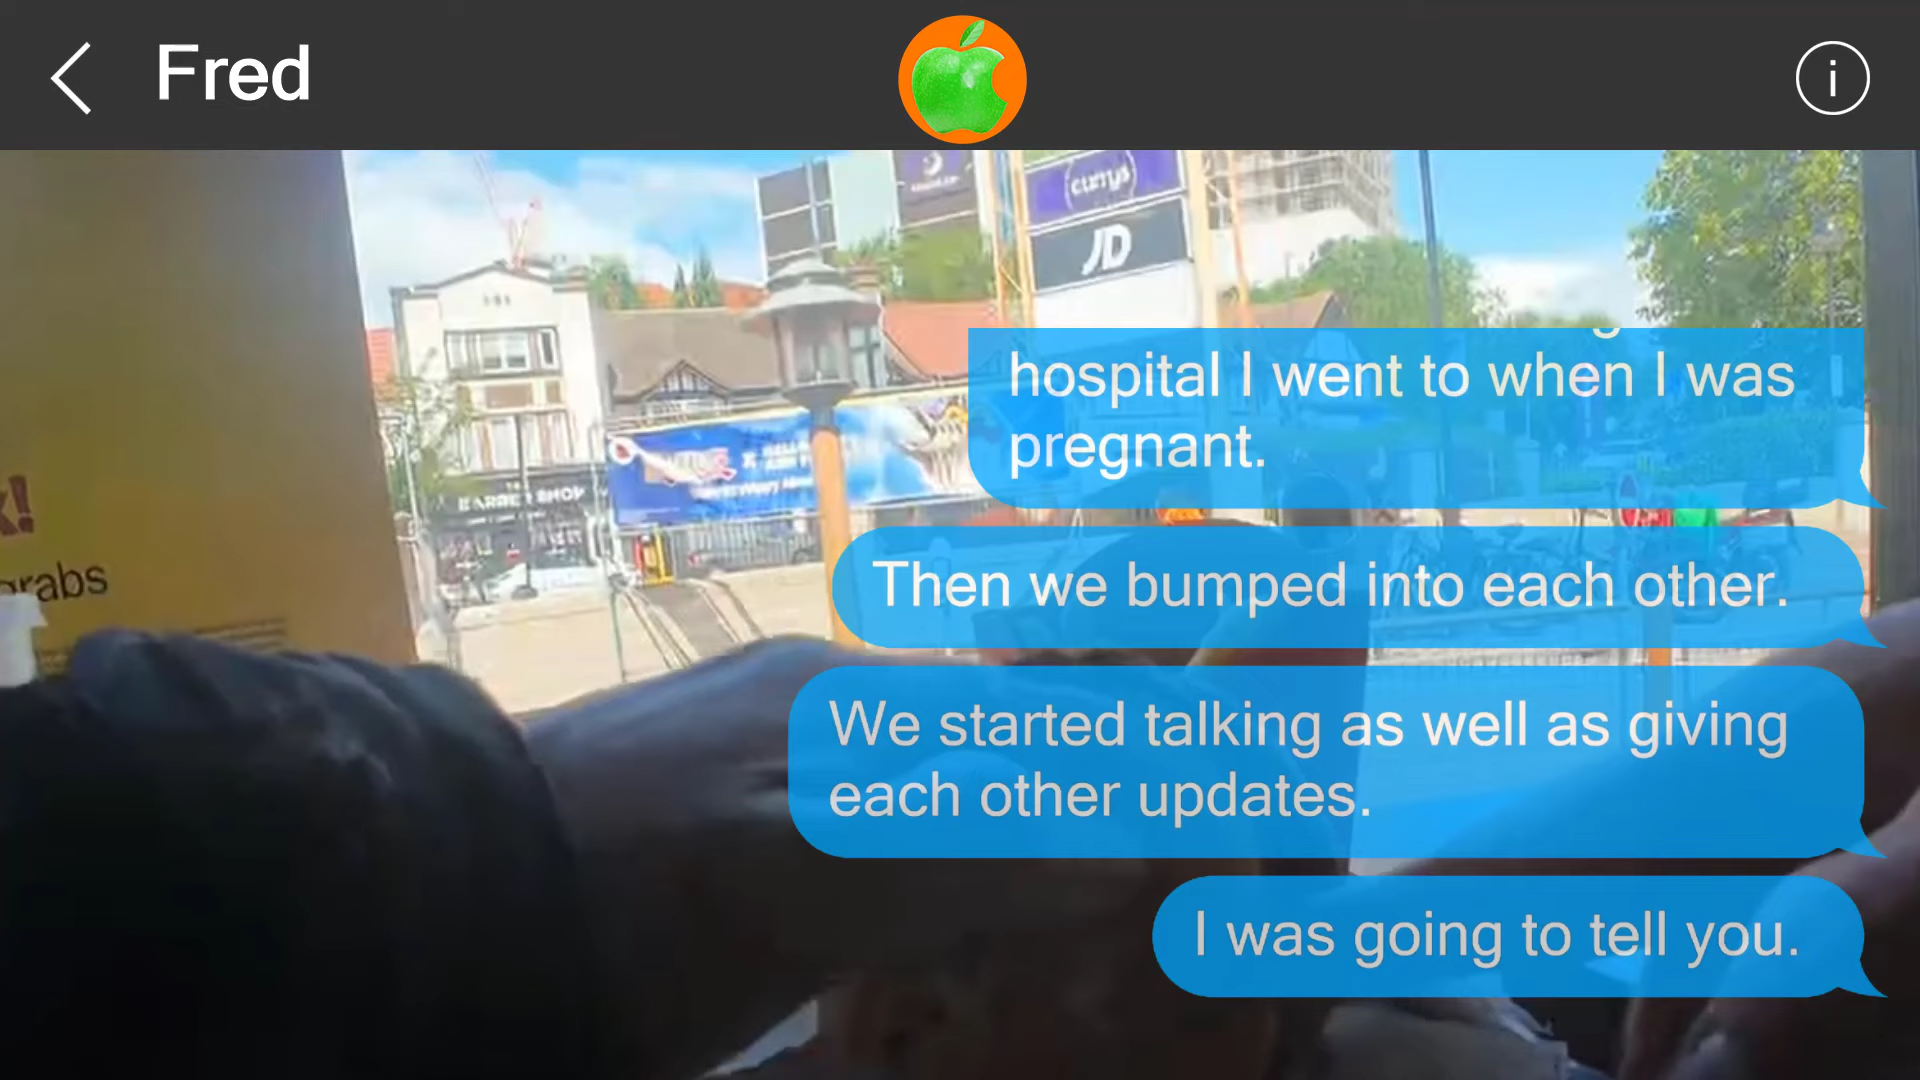 Fred
i
currys
JD
hospital I went to when I was
pregnant.
BARBER SHOP
Then we bumped into each other.
grabs
We started talking as well as giving
each other updates.
I was going to tell you.